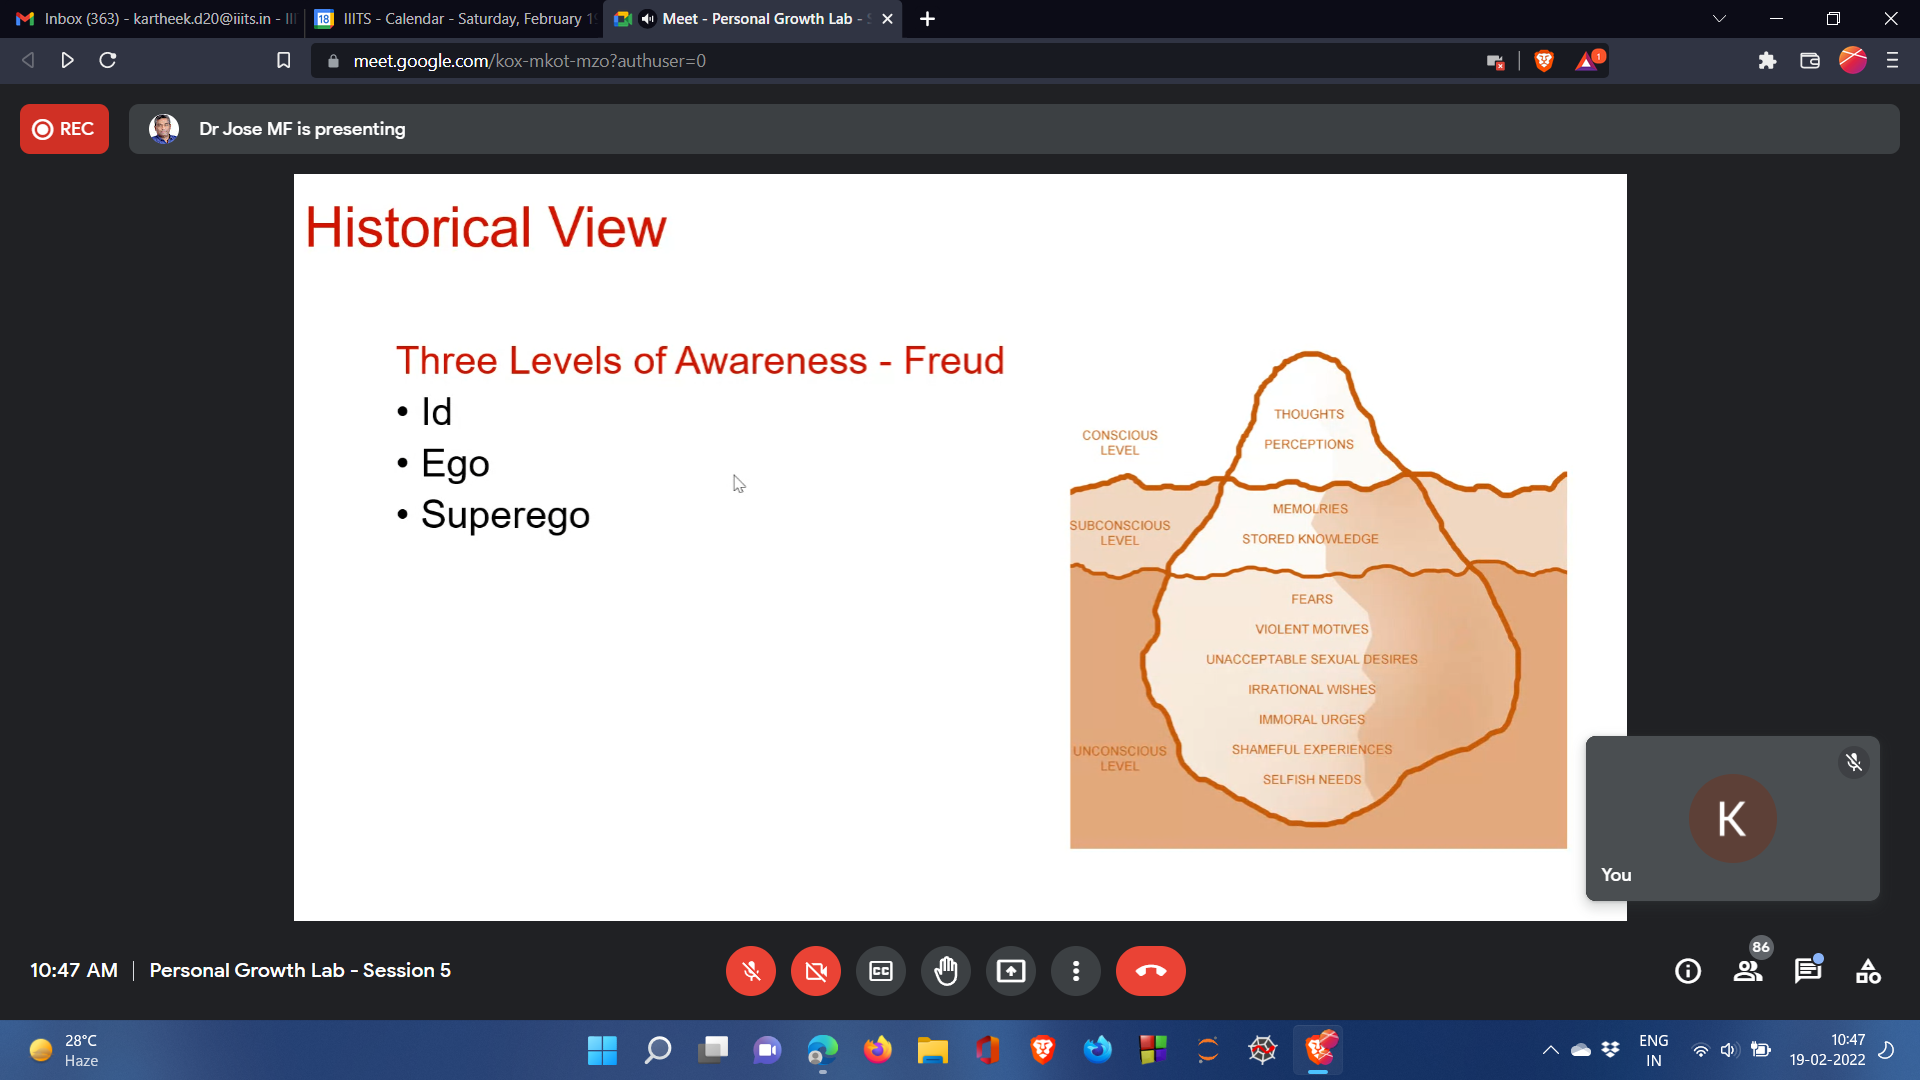 Inbox (363) - kartheek.d20@iiits.in - III
18
IIITS - Calendar - Saturday, February 19
Meet - Personal Growth Lab - S
meet.google.com/kox-mkot-mzo?authuser=0
1
REC
Dr Jose MF is presenting
Historical View
Three Levels of Awareness - Freud
• Id
• Ego
• Superego
THOUGHTS
PERCEPTIONS
CONSCIOUS
LEVEL
MEMOLRIES
STORED KNOWLEDGE
SUBCONSCIOUS
LEVEL
FEARS
VIOLENT MOTIVES
UNACCEPTABLE SEXUAL DESIRES
IRRATIONAL WISHES
IMMORAL URGES
SHAMEFUL EXPERIENCES
SELFISH NEEDS
UNCONSCIOUS
LEVEL
K
You
10:47 AM | Personal Growth Lab - Session 5
CC
86
28°C
Haze
ENG
IN
10:47
19-02-2022